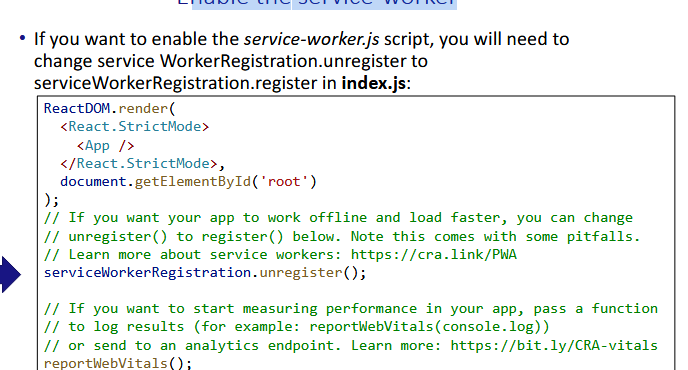 Enable the service-worker
• If you want to enable the service-worker.js script, you will need to
change service WorkerRegistration.unregister to
serviceWorkerRegistration.register in index.js:
ReactDOM.render(
  <React.StrictMode>
    <App />
  </React.StrictMode>,
  document.getElementById('root')
);
// If you want your app to work offline and load faster, you can change
// unregister() to register() below. Note this comes with some pitfalls.
// Learn more about service workers: https://cra.link/PWA
serviceWorkerRegistration.unregister();

// If you want to start measuring performance in your app, pass a function
// to log results (for example: reportWebVitals(console.log))
// or send to an analytics endpoint. Learn more: https://bit.ly/CRA-vitals
reportWebVitals();